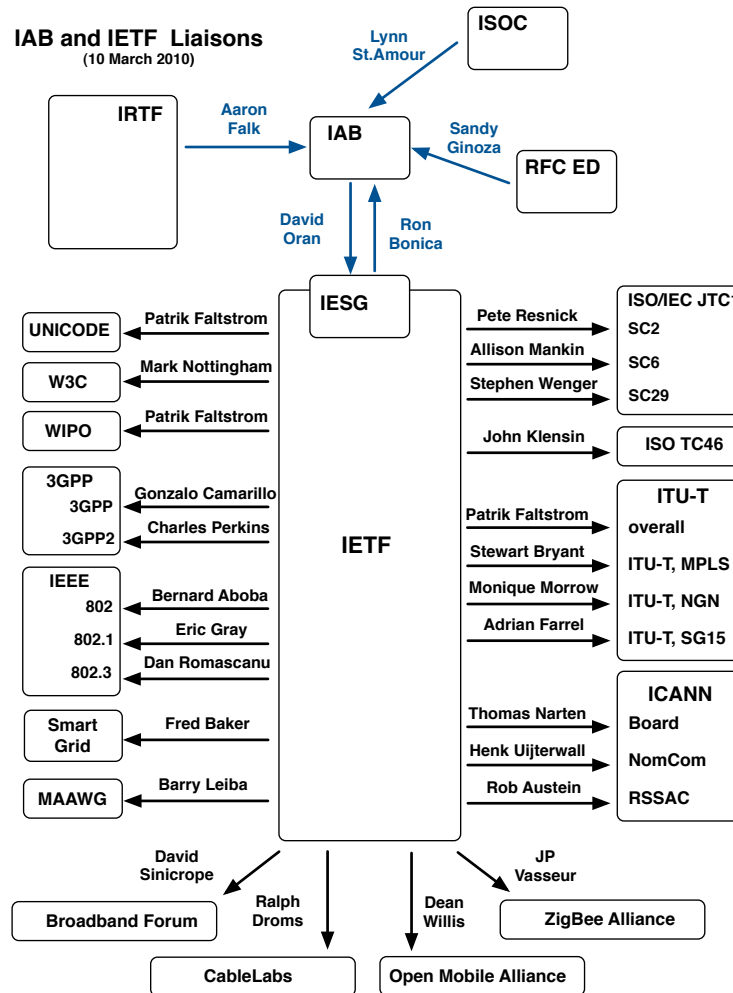 IAB and IETF Liaisons
(10 March 2010)
Lynn
St.Amour
ISOC
IRTF
Aaron
Falk
IAB
Sandy
Ginoza
RFC ED
David
Oran
Ron
Bonica
IESG
IETF
UNICODE
Patrik Faltstrom
W3C
Mark Nottingham
WIPO
Patrik Faltstrom
3GPP
3GPP
Gonzalo Camarillo
3GPP2
Charles Perkins
IEEE
802
Bernard Aboba
802.1
Eric Gray
802.3
Dan Romascanu
Smart
Grid
Fred Baker
MAAWG
Barry Leiba
ISO/IEC JTC1
Pete Resnick
SC2
Allison Mankin
SC6
Stephen Wenger
SC29
John Klensin
ISO TC46
ITU-T
Patrik Faltstrom
overall
Stewart Bryant
ITU-T, MPLS
Monique Morrow
ITU-T, NGN
Adrian Farrel
ITU-T, SG15
ICANN
Thomas Narten
Board
Henk Uijterwall
NomCom
Rob Austein
RSSAC
David
Sinicrope
Broadband Forum
Ralph
Droms
CableLabs
Dean
Willis
Open Mobile Alliance
JP
Vasseur
ZigBee Alliance